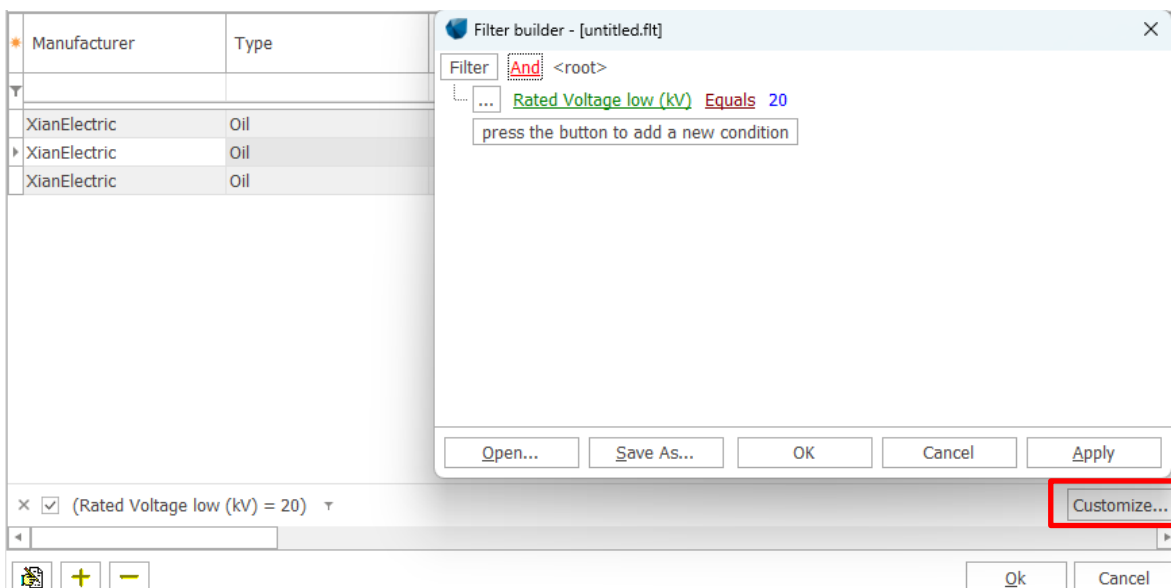 Manufacturer Type
XianElectric Oil
XianElectric Oil
XianElectric Oil
Filter builder - [untitled.flt]
Filter And <root>
... Rated Voltage low (kV) Equals 20
press the button to add a new condition
Open... Save As... OK Cancel Apply
(Rated Voltage low (kV) = 20)
Customize...
Ok Cancel